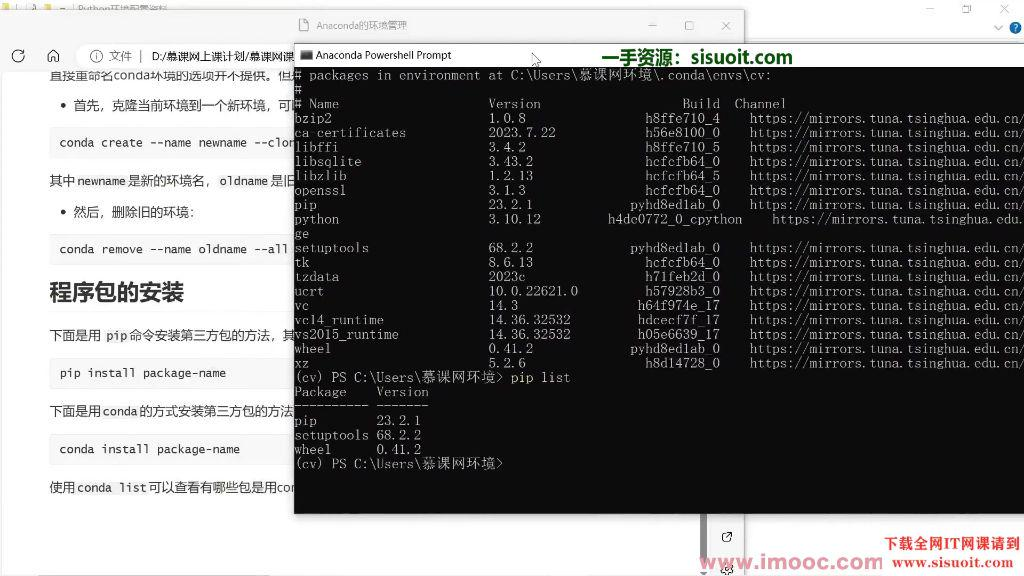 Python环境配置资料
Anaconda的环境管理
文件 D:/慕课网上课计划/慕课网课
直接重命名conda环境的选项并不提供。但
• 首先，克隆当前环境到一个新环境，可
conda create --name newname --clon
其中newname是新的环境名，oldname是旧
• 然后，删除旧的环境：
conda remove --name oldname --all
程序包的安装
下面是用 pip命令安装第三方包的方法，其
pip install package-name
下面是用conda的方式安装第三方包的方法
conda install package-name
使用conda list可以查看有哪些包是用con
Anaconda Powershell Prompt
一手资源：sisuoit.com
# packages in environment at C:\Users\慕课网环境\.conda\envs\cv:
#
# Name Version Build Channel
bzip2 1.0.8 h8ffe710_4 https://mirrors.tuna.tsinghua.edu.cn/
ca-certificates 2023.7.22 h56e8100_0 https://mirrors.tuna.tsinghua.edu.cn/
libffi 3.4.2 h8ffe710_5 https://mirrors.tuna.tsinghua.edu.cn/
libsqlite 3.43.2 hcfcfb64_0 https://mirrors.tuna.tsinghua.edu.cn/
libzlib 1.2.13 hcfcfb64_5 https://mirrors.tuna.tsinghua.edu.cn/
openssl 3.1.3 hcfcfb64_0 https://mirrors.tuna.tsinghua.edu.cn/
pip 23.2.1 pyhd8ed1ab_0 https://mirrors.tuna.tsinghua.edu.cn/
python 3.10.12 h4de0772_0_cpython https://mirrors.tuna.tsinghua.edu.
ge
setuptools 68.2.2 pyhd8ed1ab_0 https://mirrors.tuna.tsinghua.edu.cn/
tk 8.6.13 hcfcfb64_0 https://mirrors.tuna.tsinghua.edu.cn/
tzdata 2023c h71feb2d_0 https://mirrors.tuna.tsinghua.edu.cn/
ucrt 10.0.22621.0 h57928b3_0 https://mirrors.tuna.tsinghua.edu.cn/
vc 14.3 h64f974e_17 https://mirrors.tuna.tsinghua.edu.cn/
vc14_runtime 14.36.32532 hdcecf7f_17 https://mirrors.tuna.tsinghua.edu.cn/
vs2015_runtime 14.36.32532 h05e6639_17 https://mirrors.tuna.tsinghua.edu.cn/
wheel 0.41.2 pyhd8ed1ab_0 https://mirrors.tuna.tsinghua.edu.cn/
xz 5.2.6 h8d14728_0 https://mirrors.tuna.tsinghua.edu.cn/
(cv) PS C:\Users\慕课网环境> pip list
Package Version
---------- -------
pip 23.2.1
setuptools 68.2.2
wheel 0.41.2
(cv) PS C:\Users\慕课网环境>
下载全网IT网课请到
www.imooc.com
www.sisuoit.com